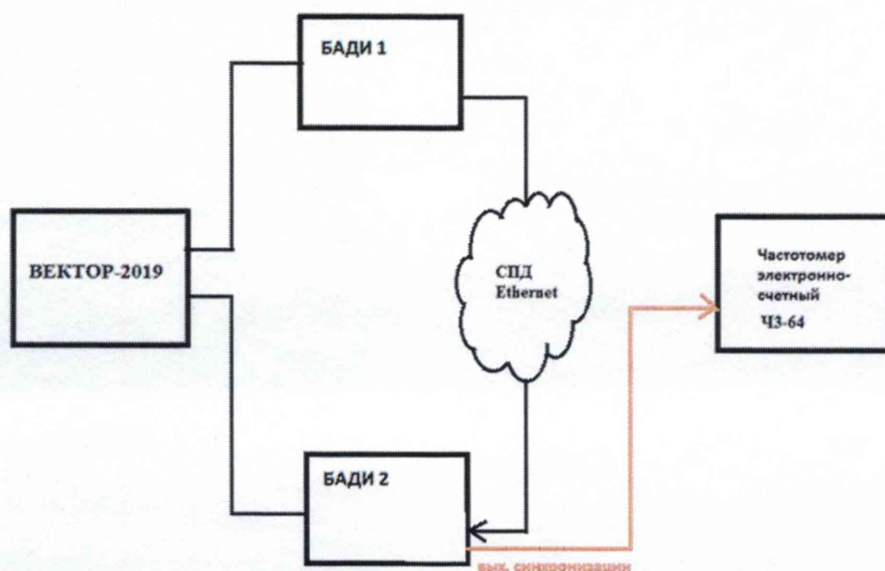 БАДИ 1
ВЕКТОР-2019
СПД
Ethernet
Частотомер
электронно-
счетный
ЧЗ-64
БАДИ 2
вых. синхронизации